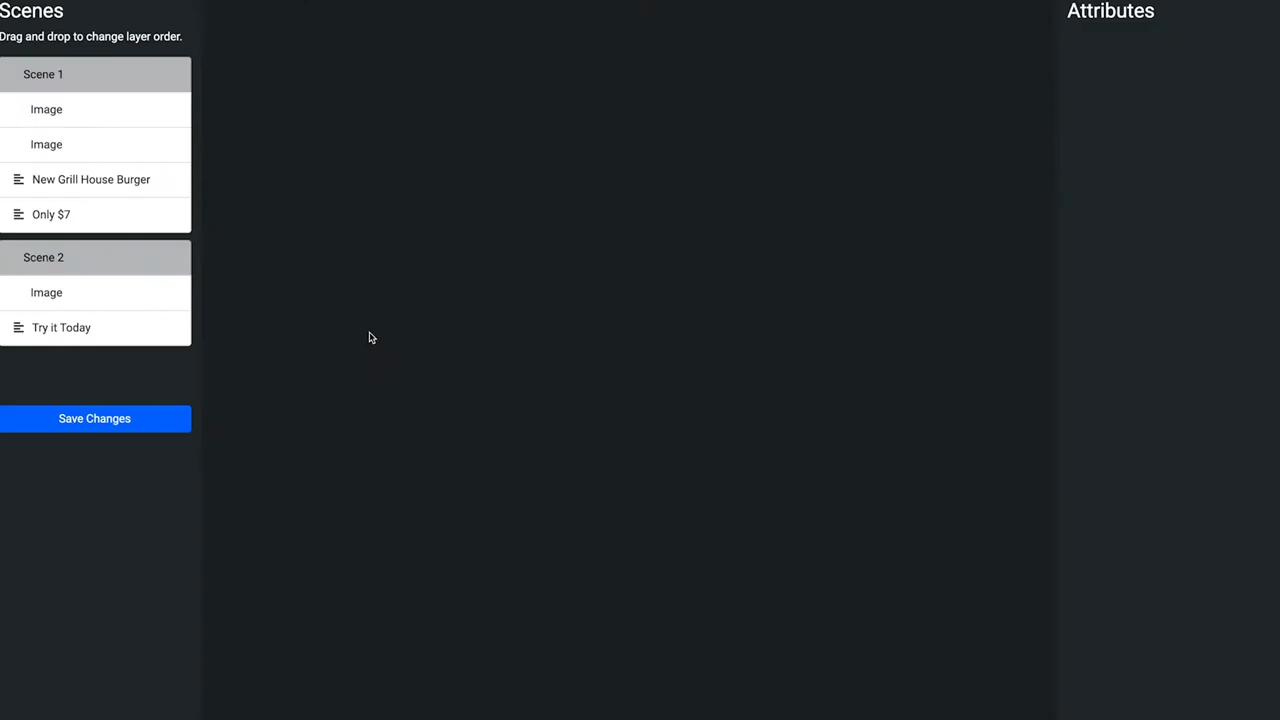 Scenes
Drag and drop to change layer order.
Scene 1
Image
Image
New Grill House Burger
Only $7
Scene 2
Image
Try it Today
Save Changes
Attributes